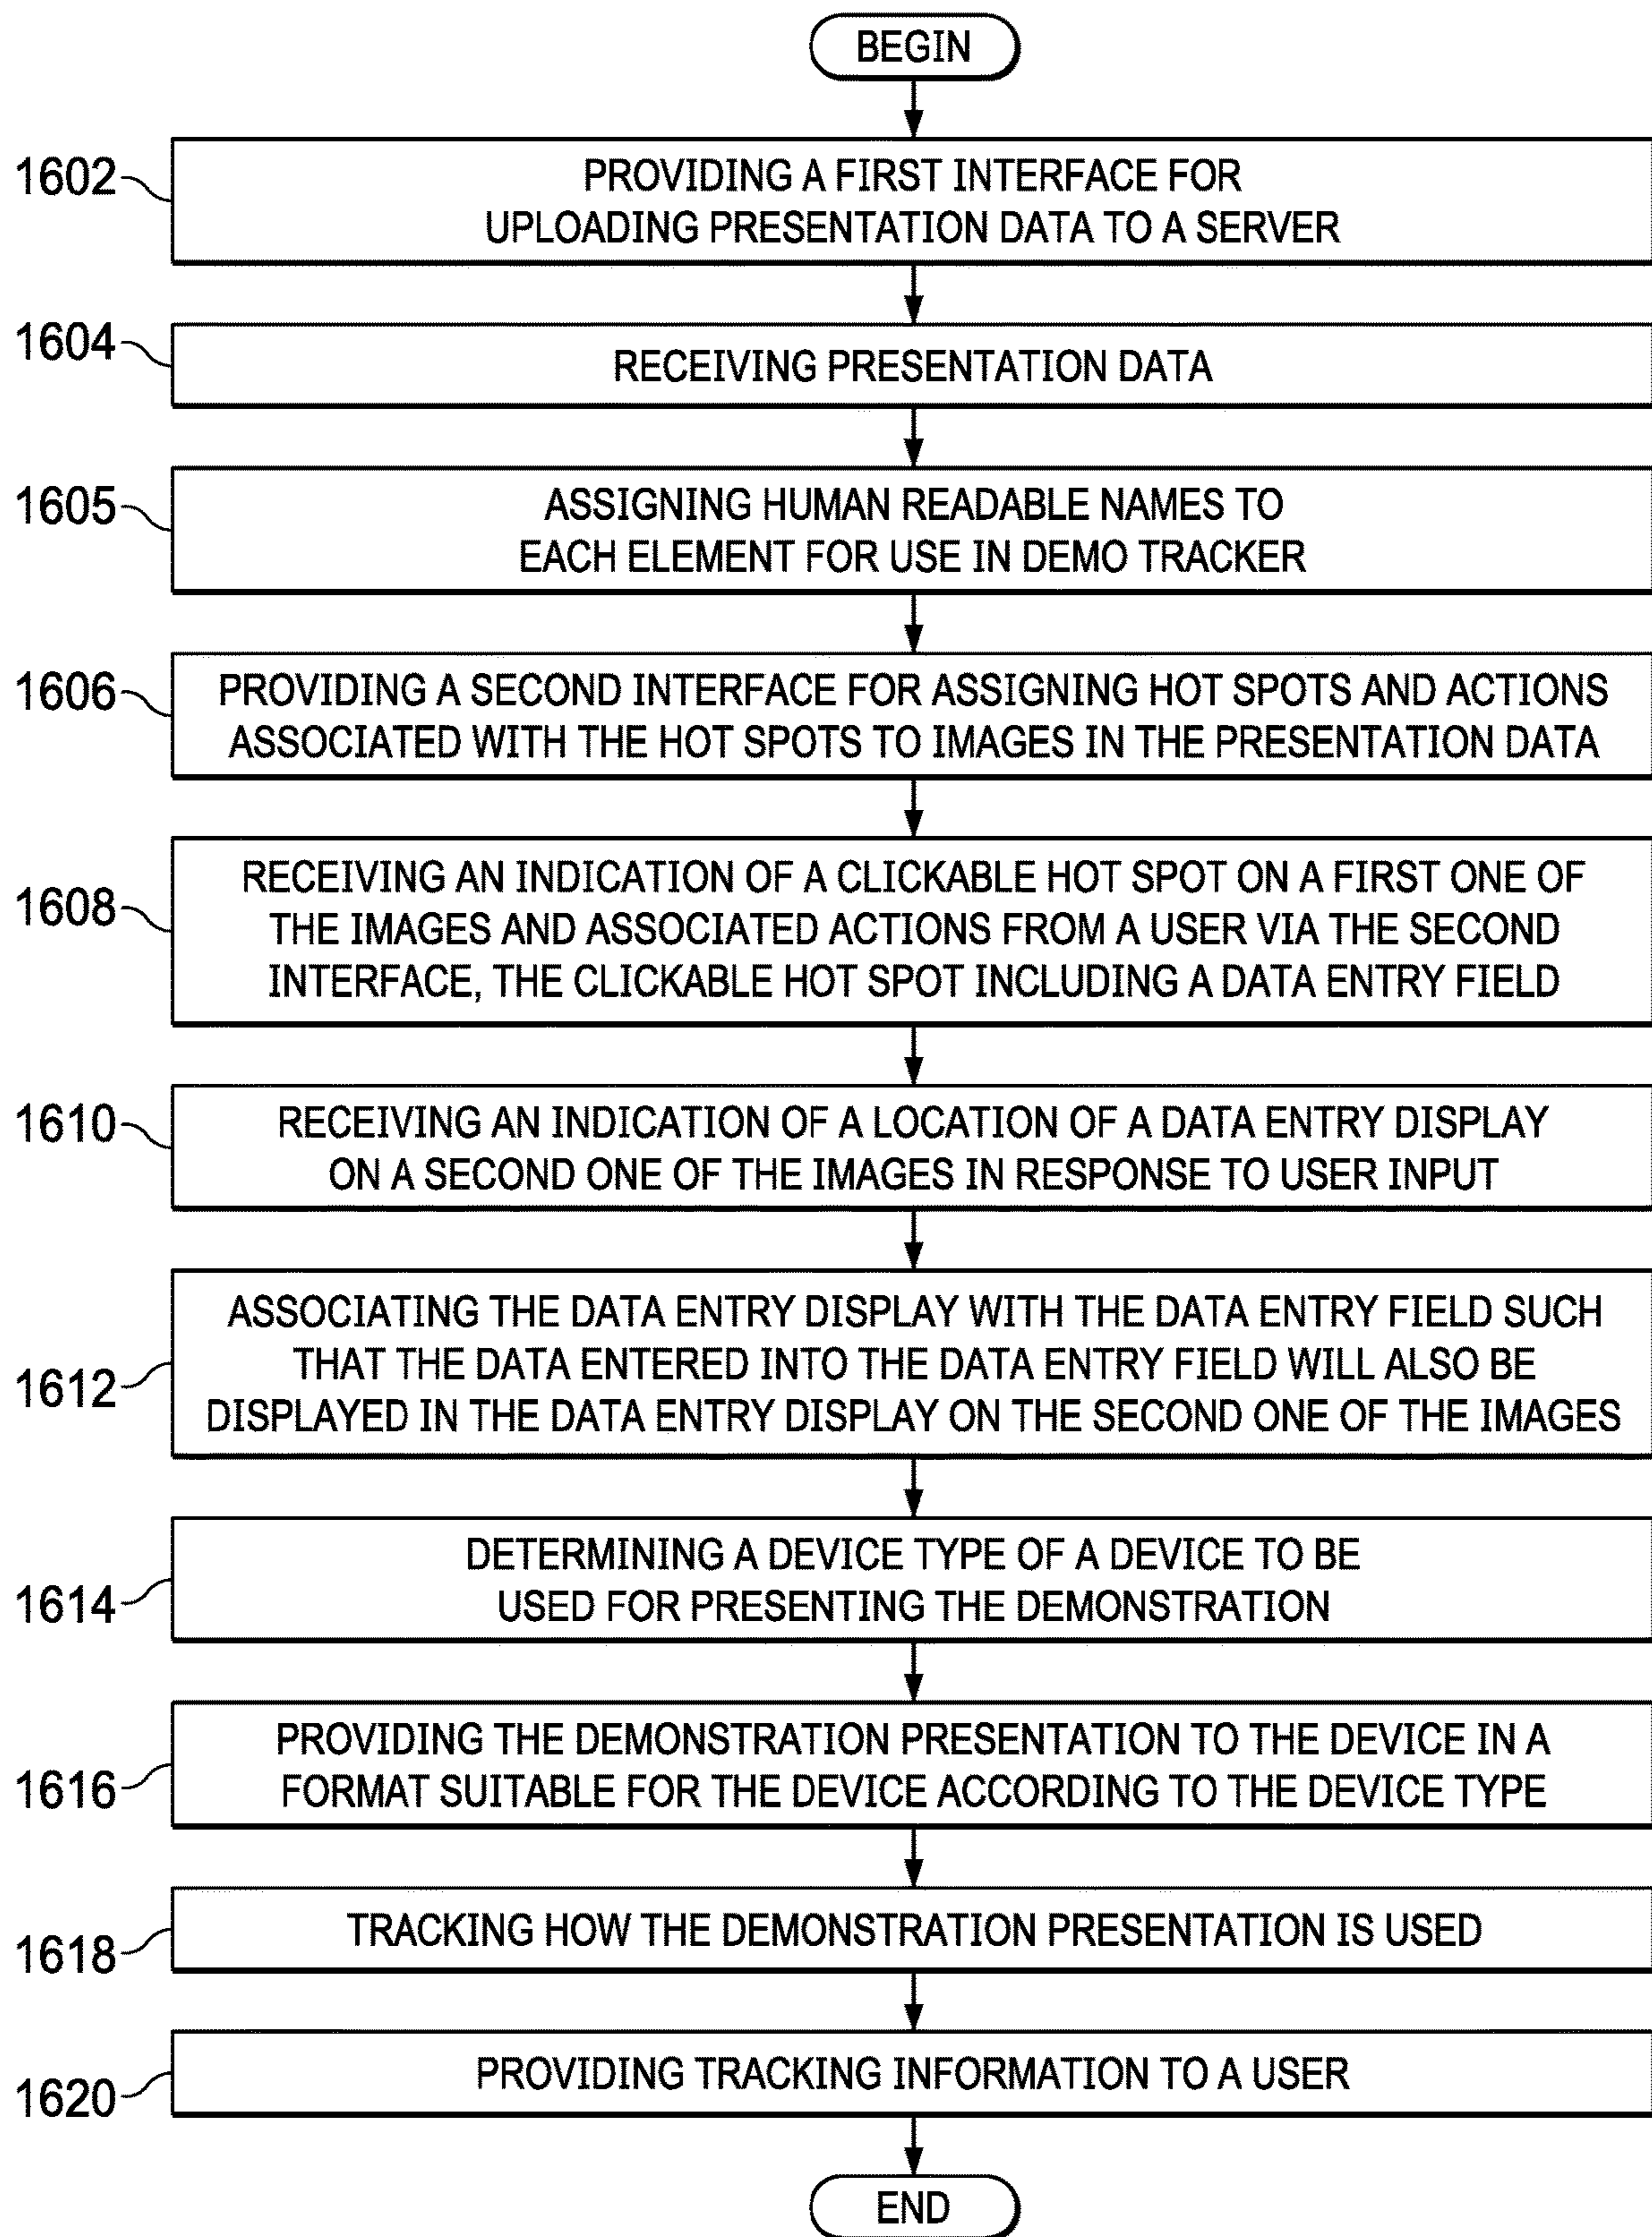 BEGIN
1602
PROVIDING A FIRST INTERFACE FOR
UPLOADING PRESENTATION DATA TO A SERVER
1604
RECEIVING PRESENTATION DATA
1605
ASSIGNING HUMAN READABLE NAMES TO
EACH ELEMENT FOR USE IN DEMO TRACKER
1606
PROVIDING A SECOND INTERFACE FOR ASSIGNING HOT SPOTS AND ACTIONS
ASSOCIATED WITH THE HOT SPOTS TO IMAGES IN THE PRESENTATION DATA
1608
RECEIVING AN INDICATION OF A CLICKABLE HOT SPOT ON A FIRST ONE OF
THE IMAGES AND ASSOCIATED ACTIONS FROM A USER VIA THE SECOND
INTERFACE, THE CLICKABLE HOT SPOT INCLUDING A DATA ENTRY FIELD
1610
RECEIVING AN INDICATION OF A LOCATION OF A DATA ENTRY DISPLAY
ON A SECOND ONE OF THE IMAGES IN RESPONSE TO USER INPUT
1612
ASSOCIATING THE DATA ENTRY DISPLAY WITH THE DATA ENTRY FIELD SUCH
THAT THE DATA ENTERED INTO THE DATA ENTRY FIELD WILL ALSO BE
DISPLAYED IN THE DATA ENTRY DISPLAY ON THE SECOND ONE OF THE IMAGES
1614
DETERMINING A DEVICE TYPE OF A DEVICE TO BE
USED FOR PRESENTING THE DEMONSTRATION
1616
PROVIDING THE DEMONSTRATION PRESENTATION TO THE DEVICE IN A
FORMAT SUITABLE FOR THE DEVICE ACCORDING TO THE DEVICE TYPE
1618
TRACKING HOW THE DEMONSTRATION PRESENTATION IS USED
1620
PROVIDING TRACKING INFORMATION TO A USER
END